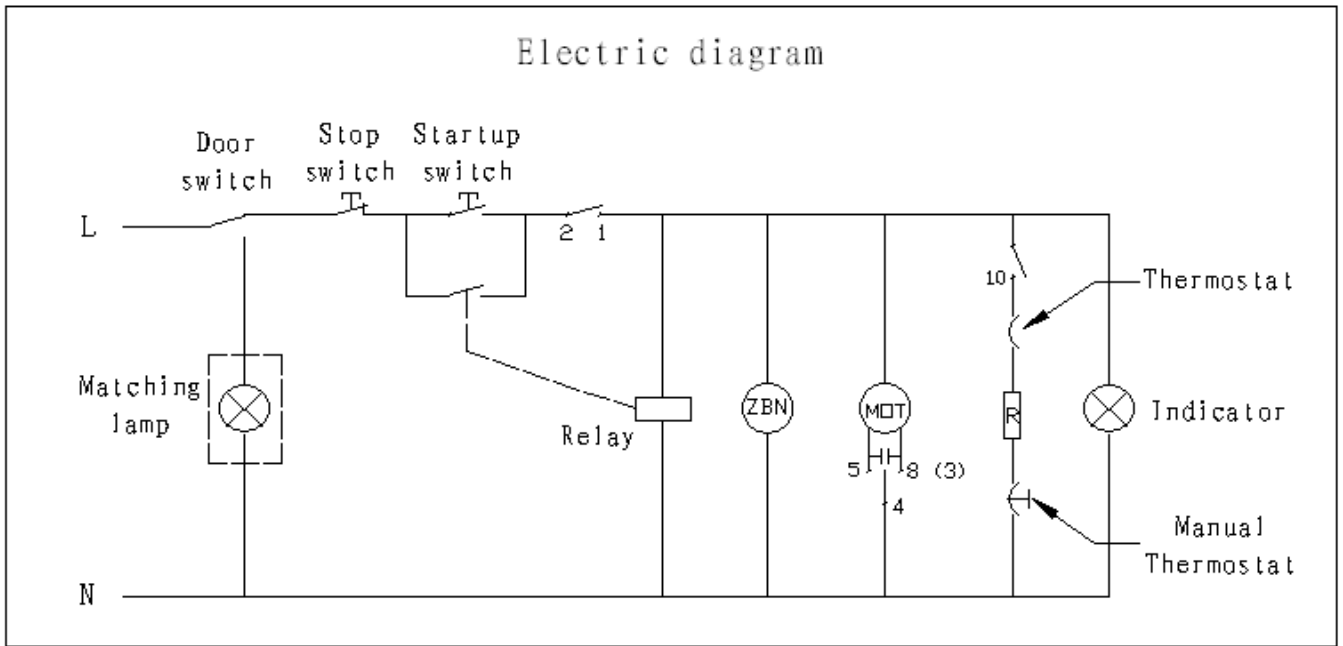 Electric diagram
Door
switch
Stop
switch
Startup
switch
L
2 1
10
Thermostat
Matching
lamp
Relay
ZBN
MOT
R
Indicator
5 8 (3)
4
Manual
Thermostat
N